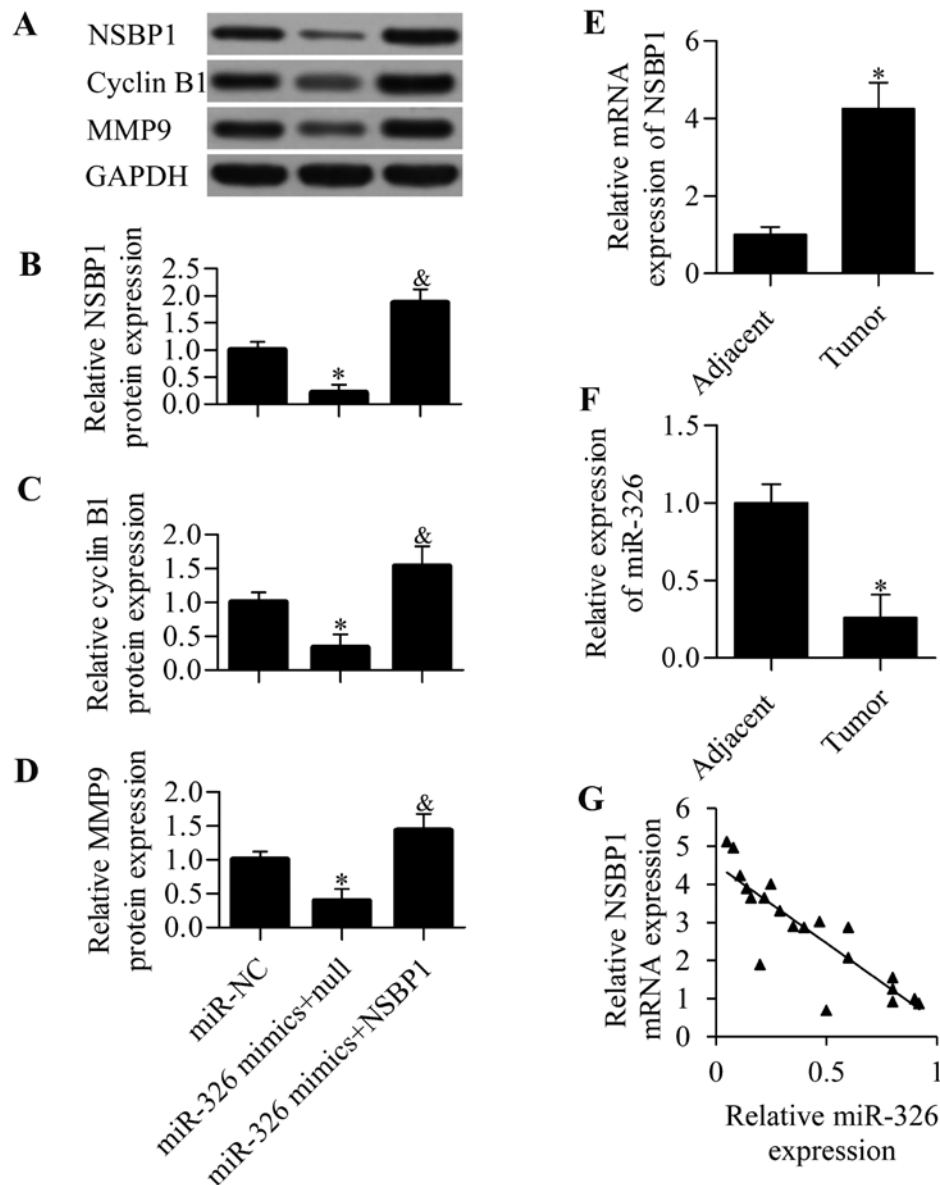 A
NSBP1
Cyclin B1
MMP9
GAPDH
B
Relative NSBP1
protein expression
2.5
2.0
1.5
1.0
0.5
0.0
*
&
C
Relative cyclin B1
protein expression
2.0
1.5
1.0
0.5
0.0
*
&
D
Relative MMP9
protein expression
2.0
1.5
1.0
0.5
0.0
*
&
miR-NC
miR-326 mimics+null
miR-326 mimics+NSBP1
E
Relative mRNA
expression of NSBP1
6
4
2
0
*
Adjacent
Tumor
F
Relative expression
of miR-326
1.5
1.0
0.5
0.0
*
Adjacent
Tumor
G
Relative NSBP1
mRNA expression
6
5
4
3
2
1
0
0
0.5
1
Relative miR-326
expression